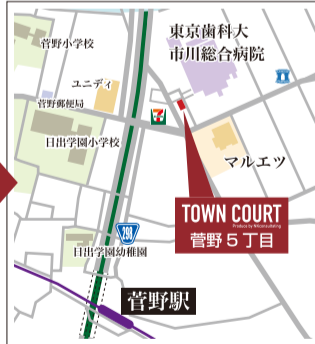 東京歯科大
市川総合病院
菅野小学校
ユニディ
菅野郵便局
日出学園小学校
マルエツ
TOWN COURT
菅野5丁目
298
日出学園幼稚園
菅野駅